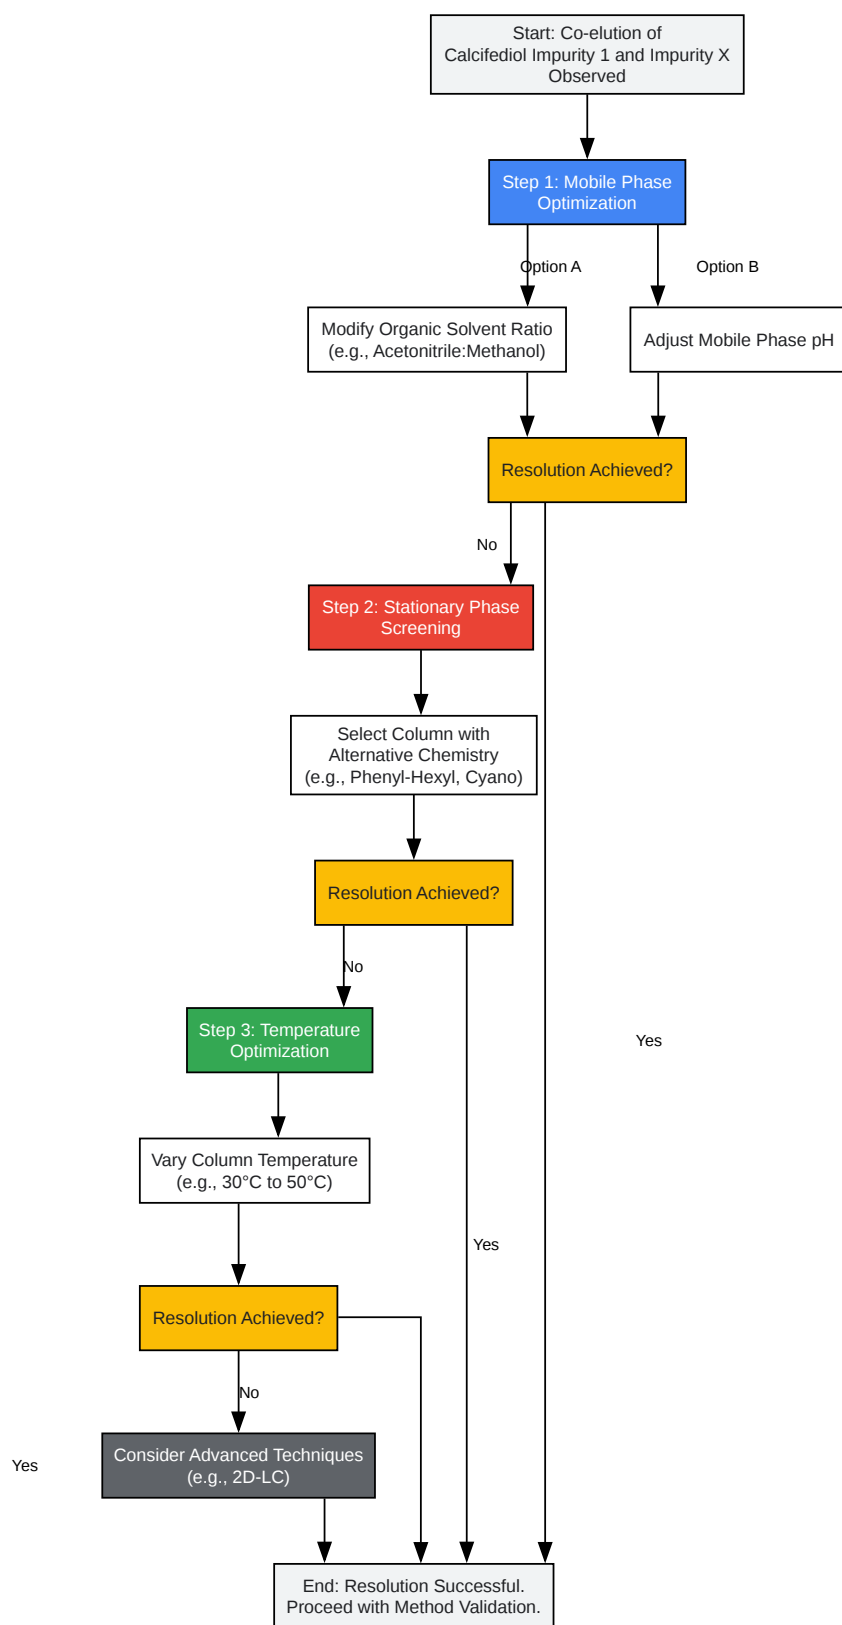 Start: Co-elution of
Calcifediol Impurity 1 and Impurity X
Observed
Step 1: Mobile Phase
Optimization
Option A
Option B
Modify Organic Solvent Ratio
(e.g., Acetonitrile:Methanol)
Adjust Mobile Phase pH
Resolution Achieved?
No
Step 2: Stationary Phase
Screening
Select Column with
Alternative Chemistry
(e.g., Phenyl-Hexyl, Cyano)
Resolution Achieved?
No
Step 3: Temperature
Optimization
Yes
Vary Column Temperature
(e.g., 30°C to 50°C)
Yes
Resolution Achieved?
No
Consider Advanced Techniques
(e.g., 2D-LC)
Yes
End: Resolution Successful.
Proceed with Method Validation.